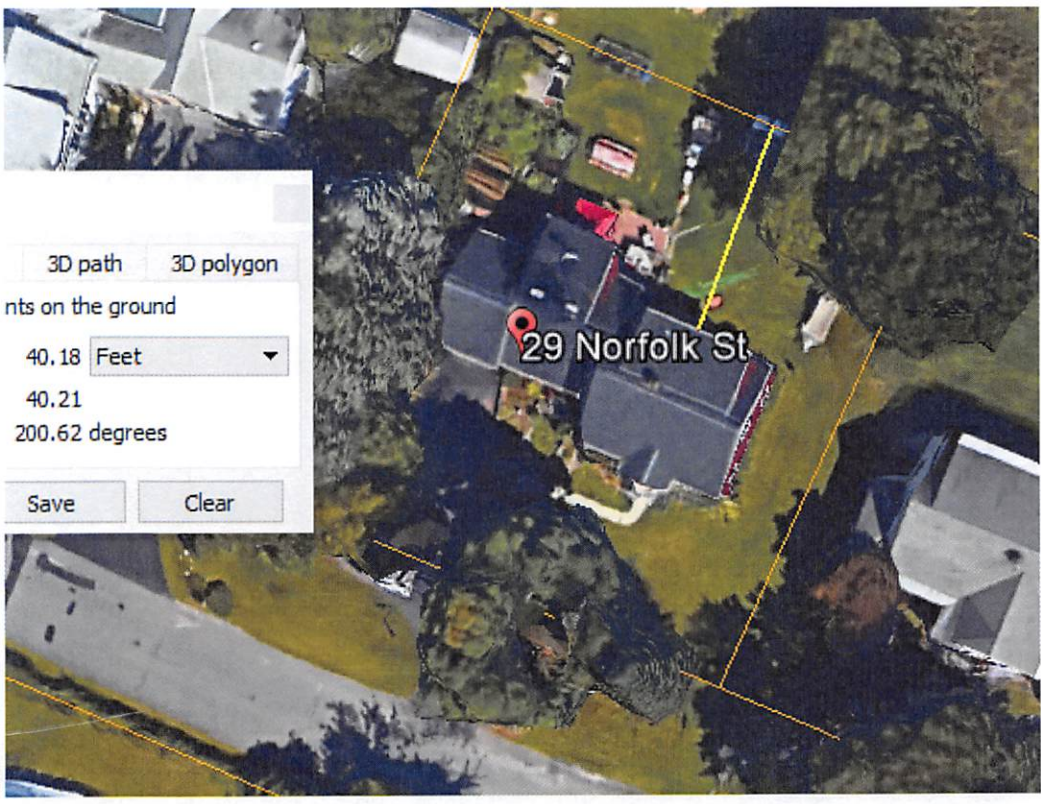 3D path 3D polygon
nts on the ground
40.18 Feet
40.21
200.62 degrees
Save Clear
29 Norfolk St